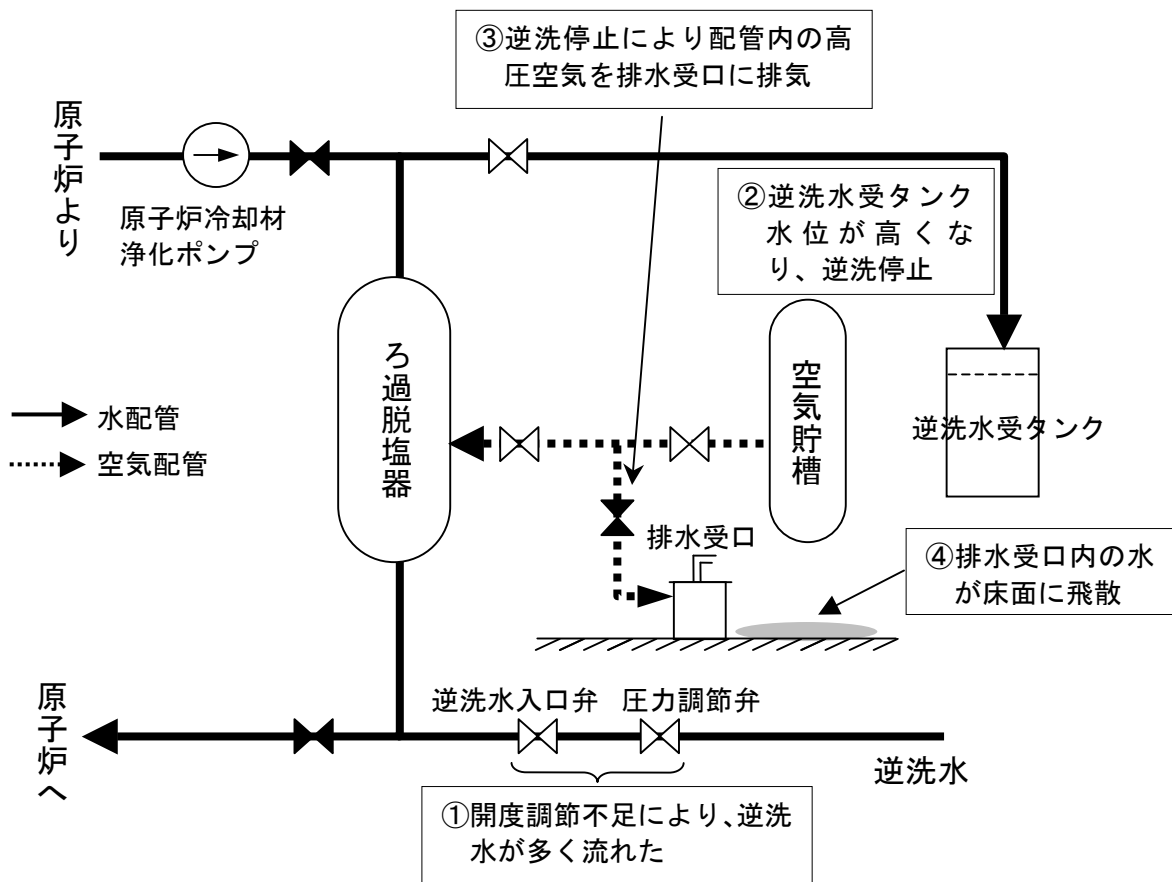 ③逆洗停止により配管内の高
圧空気を排水受口に排気
原子炉より
原子炉冷却材
浄化ポンプ
②逆洗水受タンク
水位が高くな
り、逆洗停止
ろ過脱塩器
空気貯槽
逆洗水受タンク
水配管
空気配管
排水受口
④排水受口内の水
が床面に飛散
原子炉へ
逆洗水入口弁
圧力調節弁
逆洗水
①開度調節不足により、逆洗
水が多く流れた